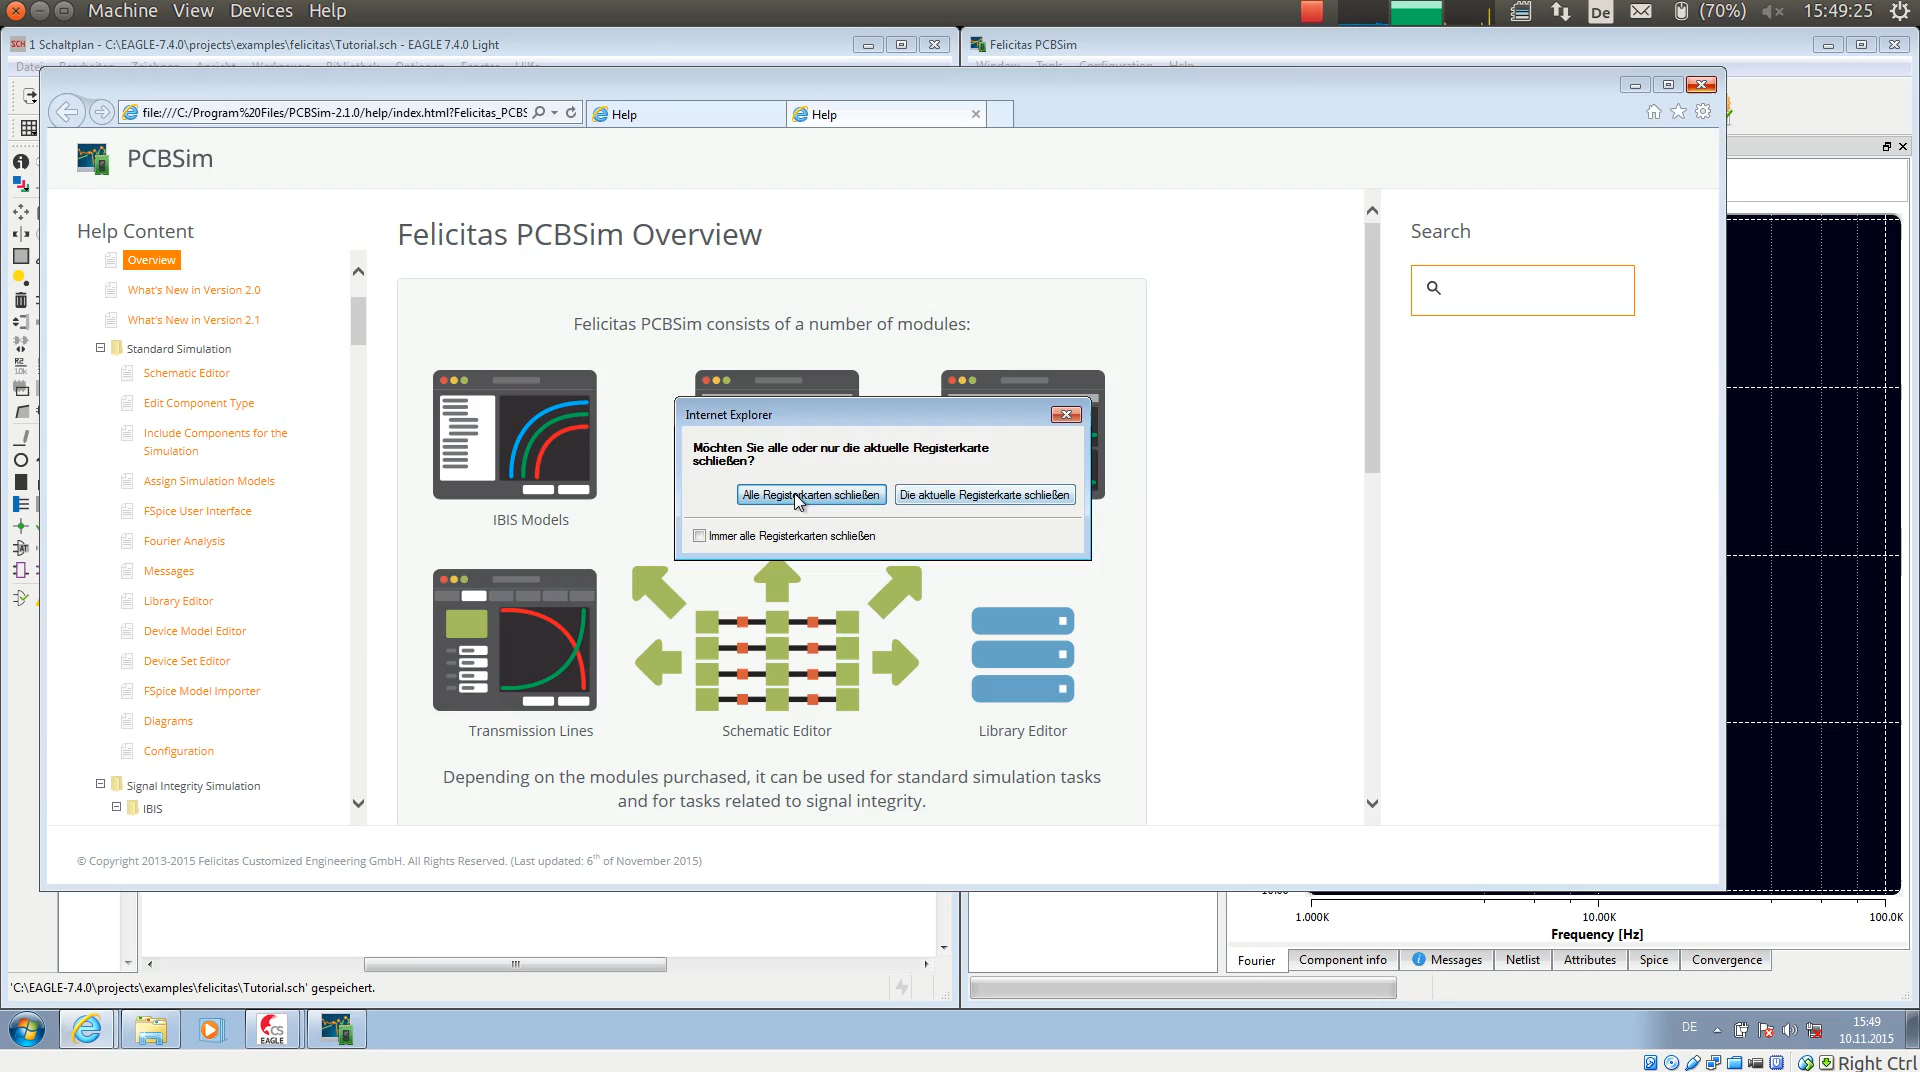 Machine View Devices Help
De (70%) 15:49:25
SCH 1 Schaltplan - C:\EAGLE-7.4.0\projects\examples\felicitas\Tutorial.sch - EAGLE 7.4.0 Light
Felicitas PCBSim
Window Tools Configuration Help
file:///C:/Program%20Files/PCBSim-2.1.0/help/index.html?Felicitas_PCBS
Help
Help
PCBSim
Help Content
Overview
What's New in Version 2.0
What's New in Version 2.1
Standard Simulation
Schematic Editor
Edit Component Type
Include Components for the
Simulation
Assign Simulation Models
FSpice User Interface
Fourier Analysis
Messages
Library Editor
Device Model Editor
Device Set Editor
FSpice Model Importer
Diagrams
Configuration
Signal Integrity Simulation
IBIS
Felicitas PCBSim Overview
Felicitas PCBSim consists of a number of modules:
IBIS Models
Transmission Lines
Schematic Editor
Library Editor
Depending on the modules purchased, it can be used for standard simulation tasks
and for tasks related to signal integrity.
Search
Internet Explorer
Möchten Sie alle oder nur die aktuelle Registerkarte
schließen?
Alle Registerkarten schließen
Die aktuelle Registerkarte schließen
Immer alle Registerkarten schließen
© Copyright 2013-2015 Felicitas Customized Engineering GmbH. All Rights Reserved. (Last updated: 6th of November 2015)
1.000K 10.00K 100.0K
Frequency [Hz]
Fourier Component info Messages Netlist Attributes Spice Convergence
'C:\EAGLE-7.4.0\projects\examples\felicitas\Tutorial.sch' gespeichert.
CS
EAGLE
DE
15:49
10.11.2015
Right Ctrl